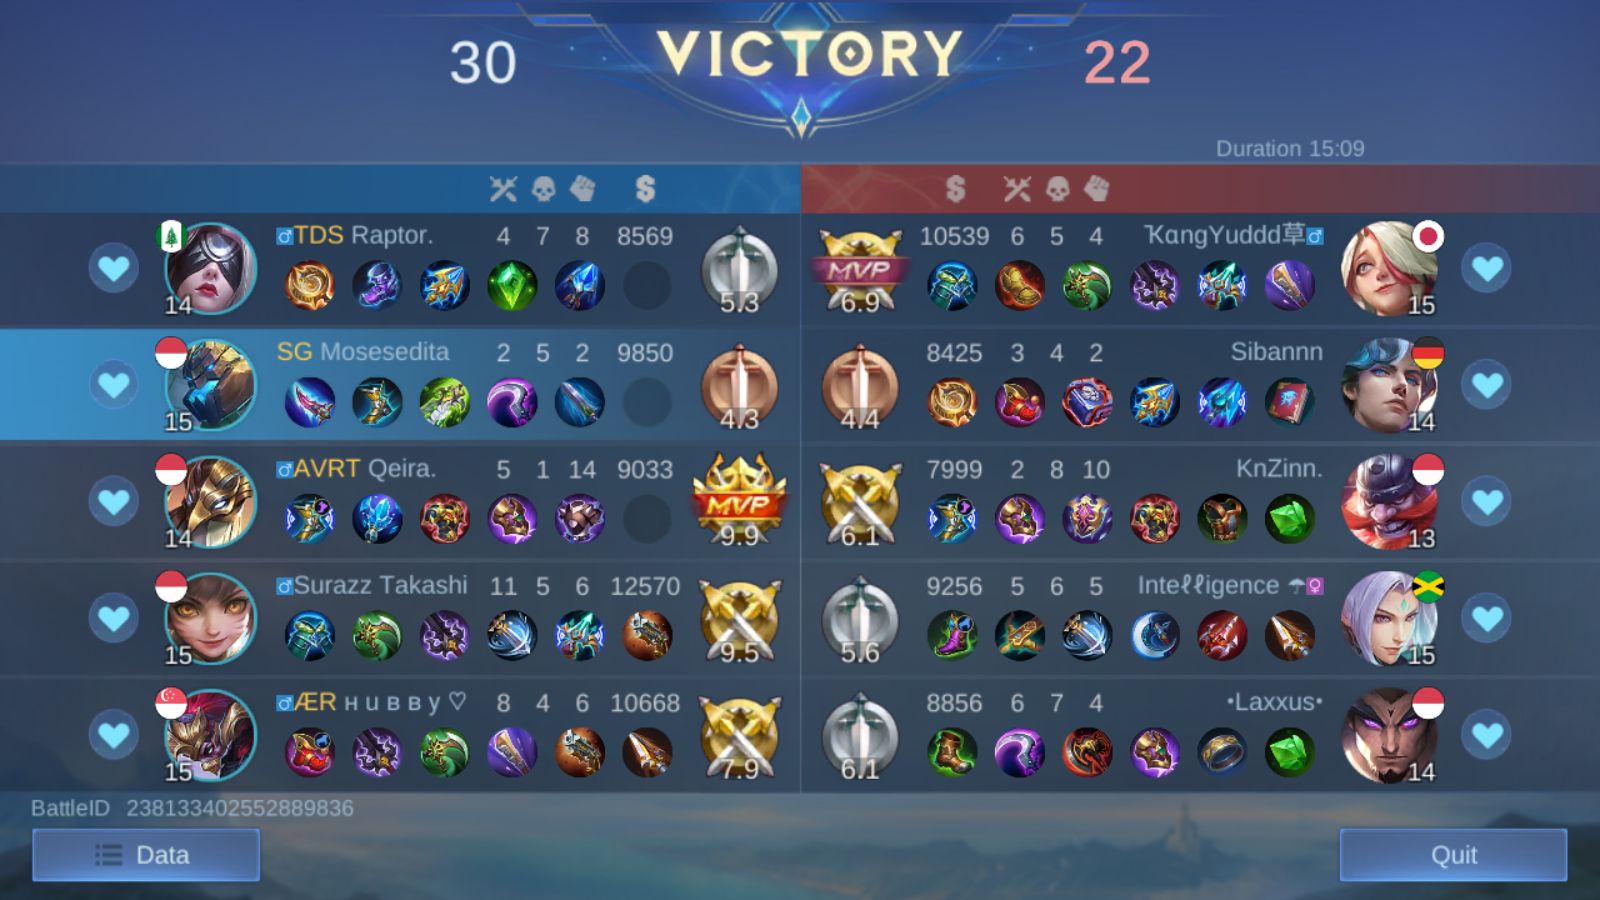 30 VICTORY 22
Duration 15:09
TDS Raptor. 4 7 8 8569
14 5.3
MVP 10539 6 5 4 ꓄ƘɑngYuddd草
6.9 15
SG Mosesedita 2 5 2 9850
15 4.3
8425 3 4 2 Sibannn
4.4 14
AVRT Qeira. 5 1 14 9033
14 MVP 9.9
7999 2 8 10 KnZinn.
6.1 13
Surazz Takashi 11 5 6 12570
15 9.5
9256 5 6 5 Inteℓℓigence ☂
5.6 15
ÆR н u в в y ♡ 8 4 6 10668
15 7.9
8856 6 7 4 •Laxxus•
6.1 14
BattleID 238133402552889836
Data
Quit